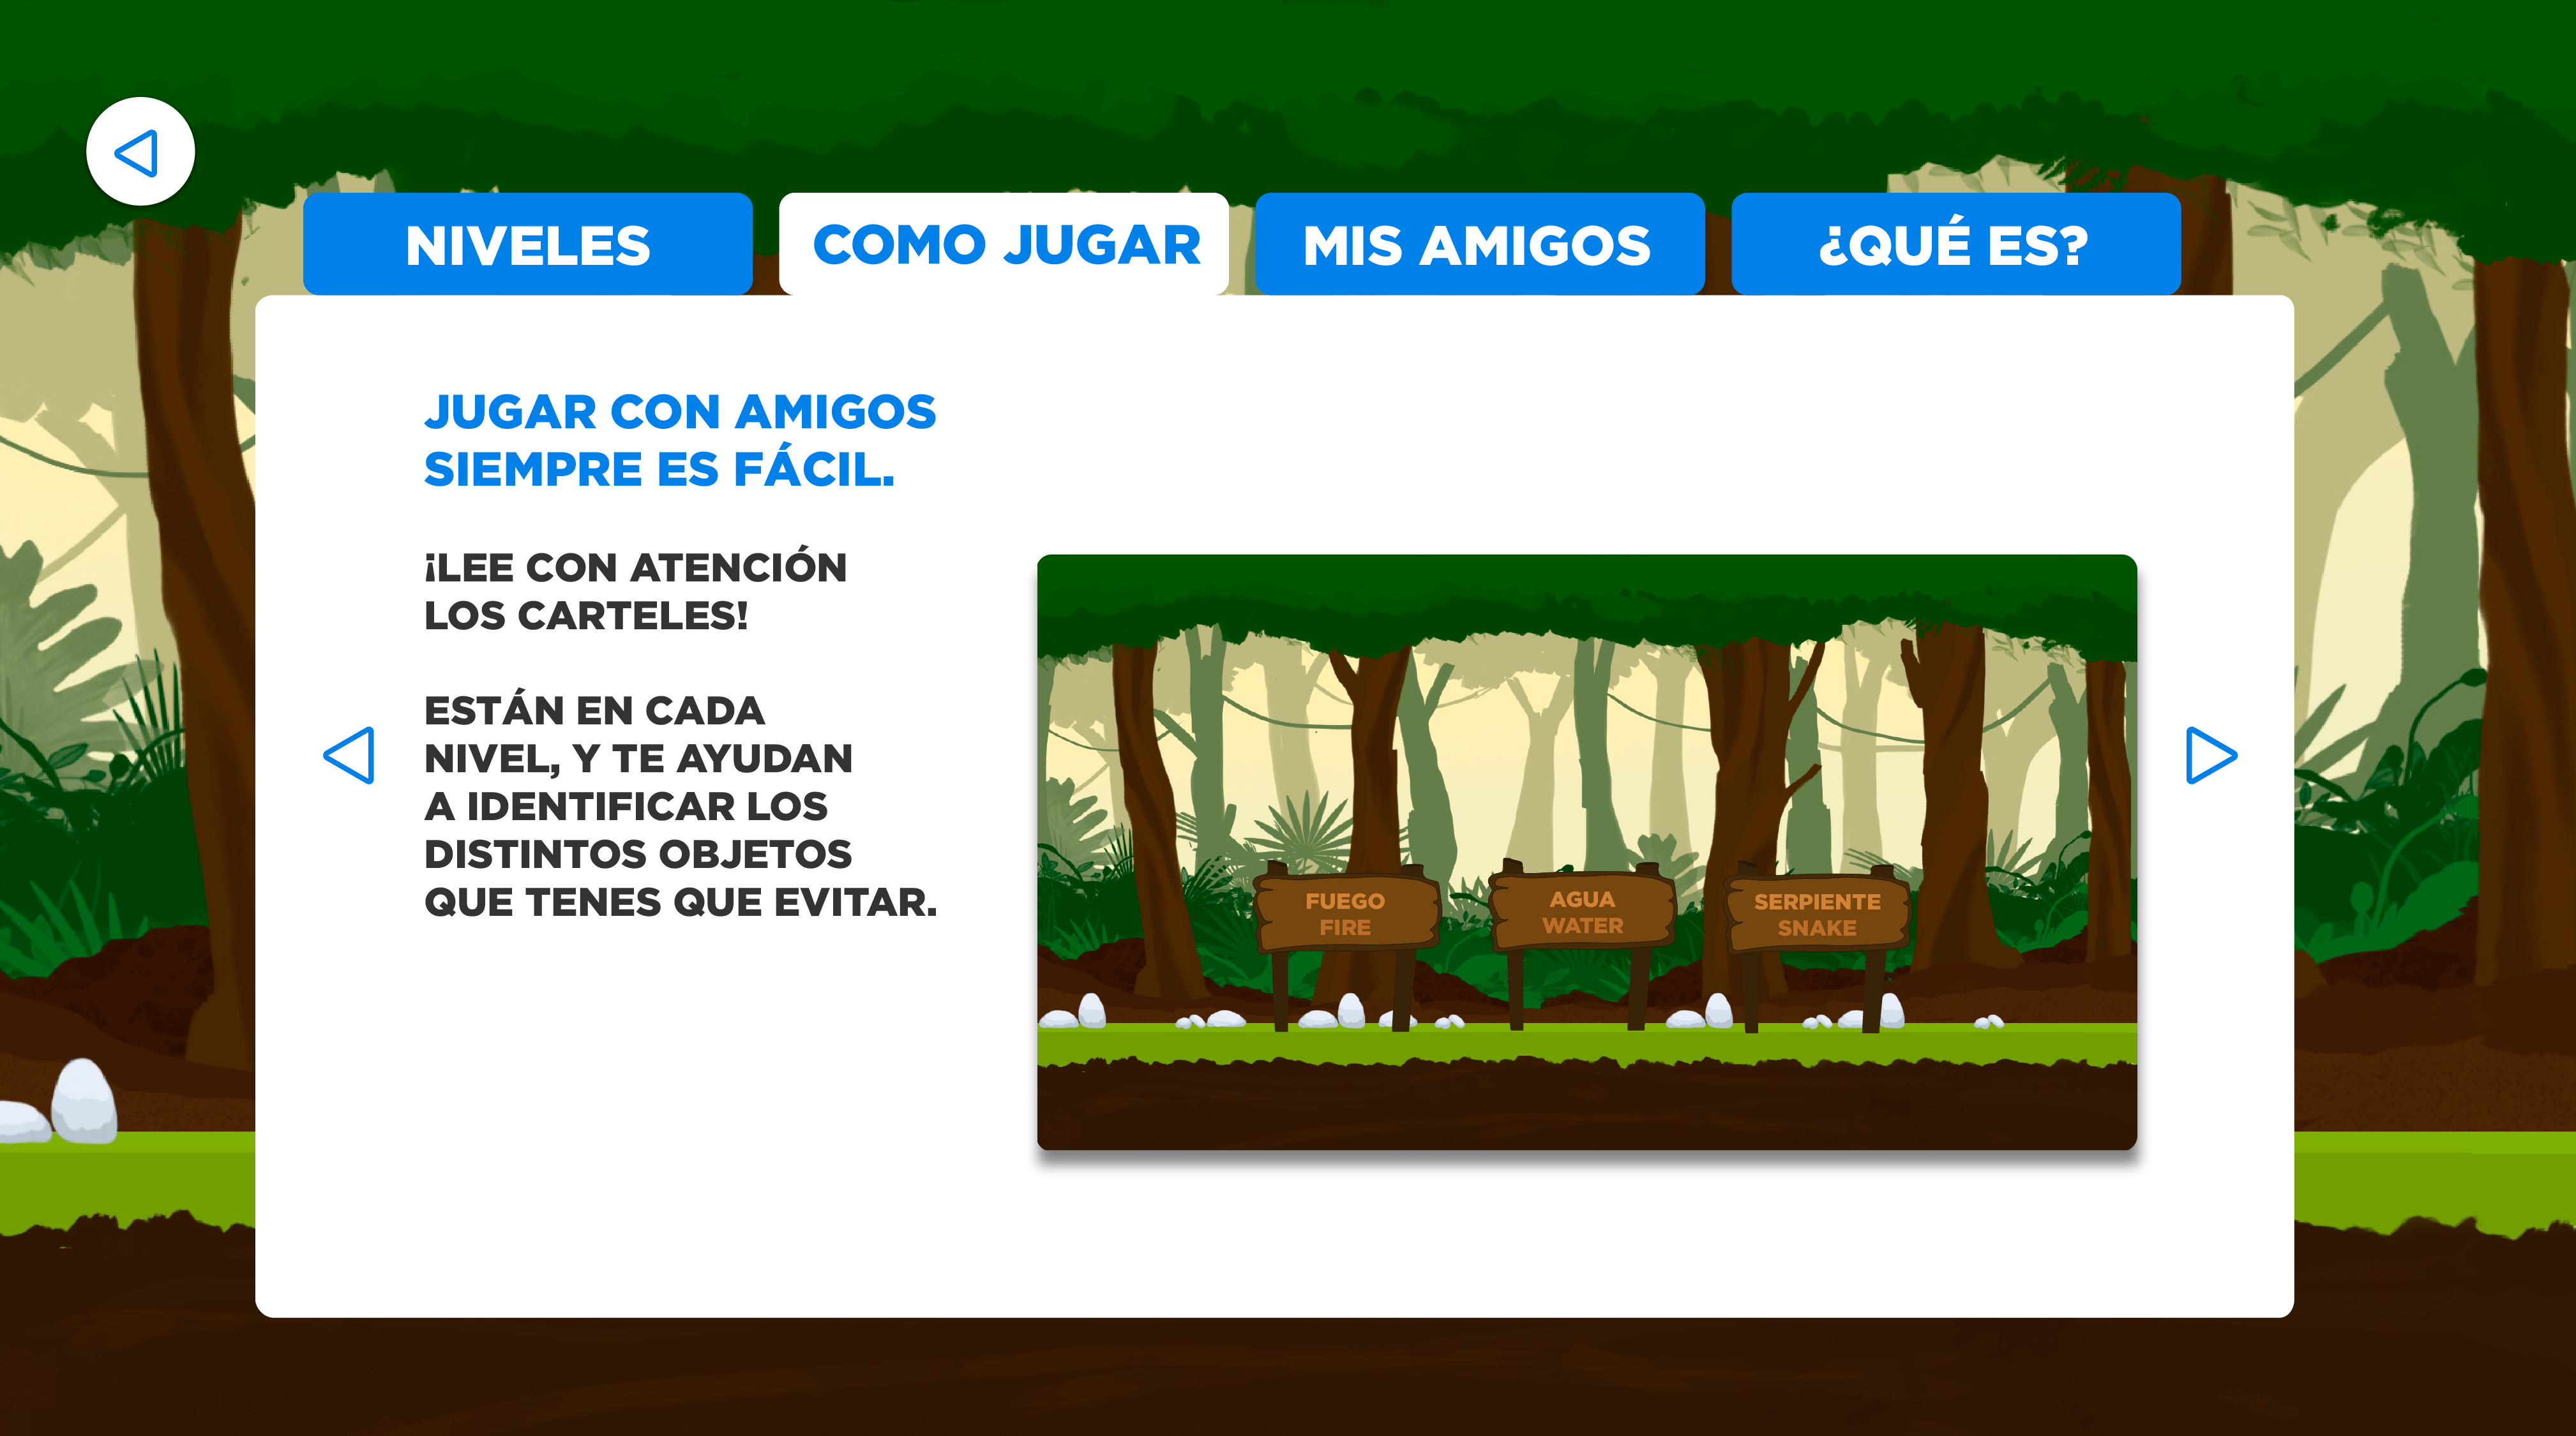 NIVELES
COMO JUGAR
MIS AMIGOS
¿QUÉ ES?
JUGAR CON AMIGOS
SIEMPRE ES FÁCIL.
¡LEE CON ATENCIÓN
LOS CARTELES!
ESTÁN EN CADA
NIVEL, Y TE AYUDAN
A IDENTIFICAR LOS
DISTINTOS OBJETOS
QUE TENES QUE EVITAR.
FUEGO
FIRE
AGUA
WATER
SERPIENTE
SNAKE